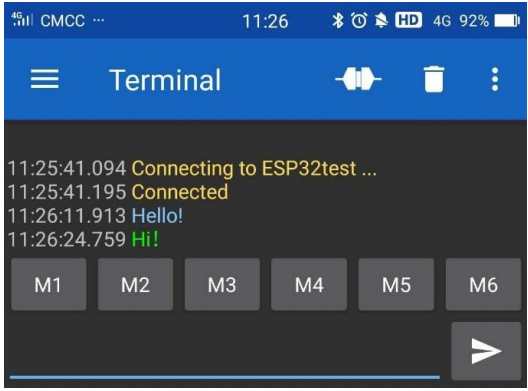 4G CMCC ... 11:26 HD 4G 92%
Terminal
11:25:41.094 Connecting to ESP32test ...
11:25:41.195 Connected
11:26:11.913 Hello!
11:26:24.759 Hi!
M1 M2 M3 M4 M5 M6